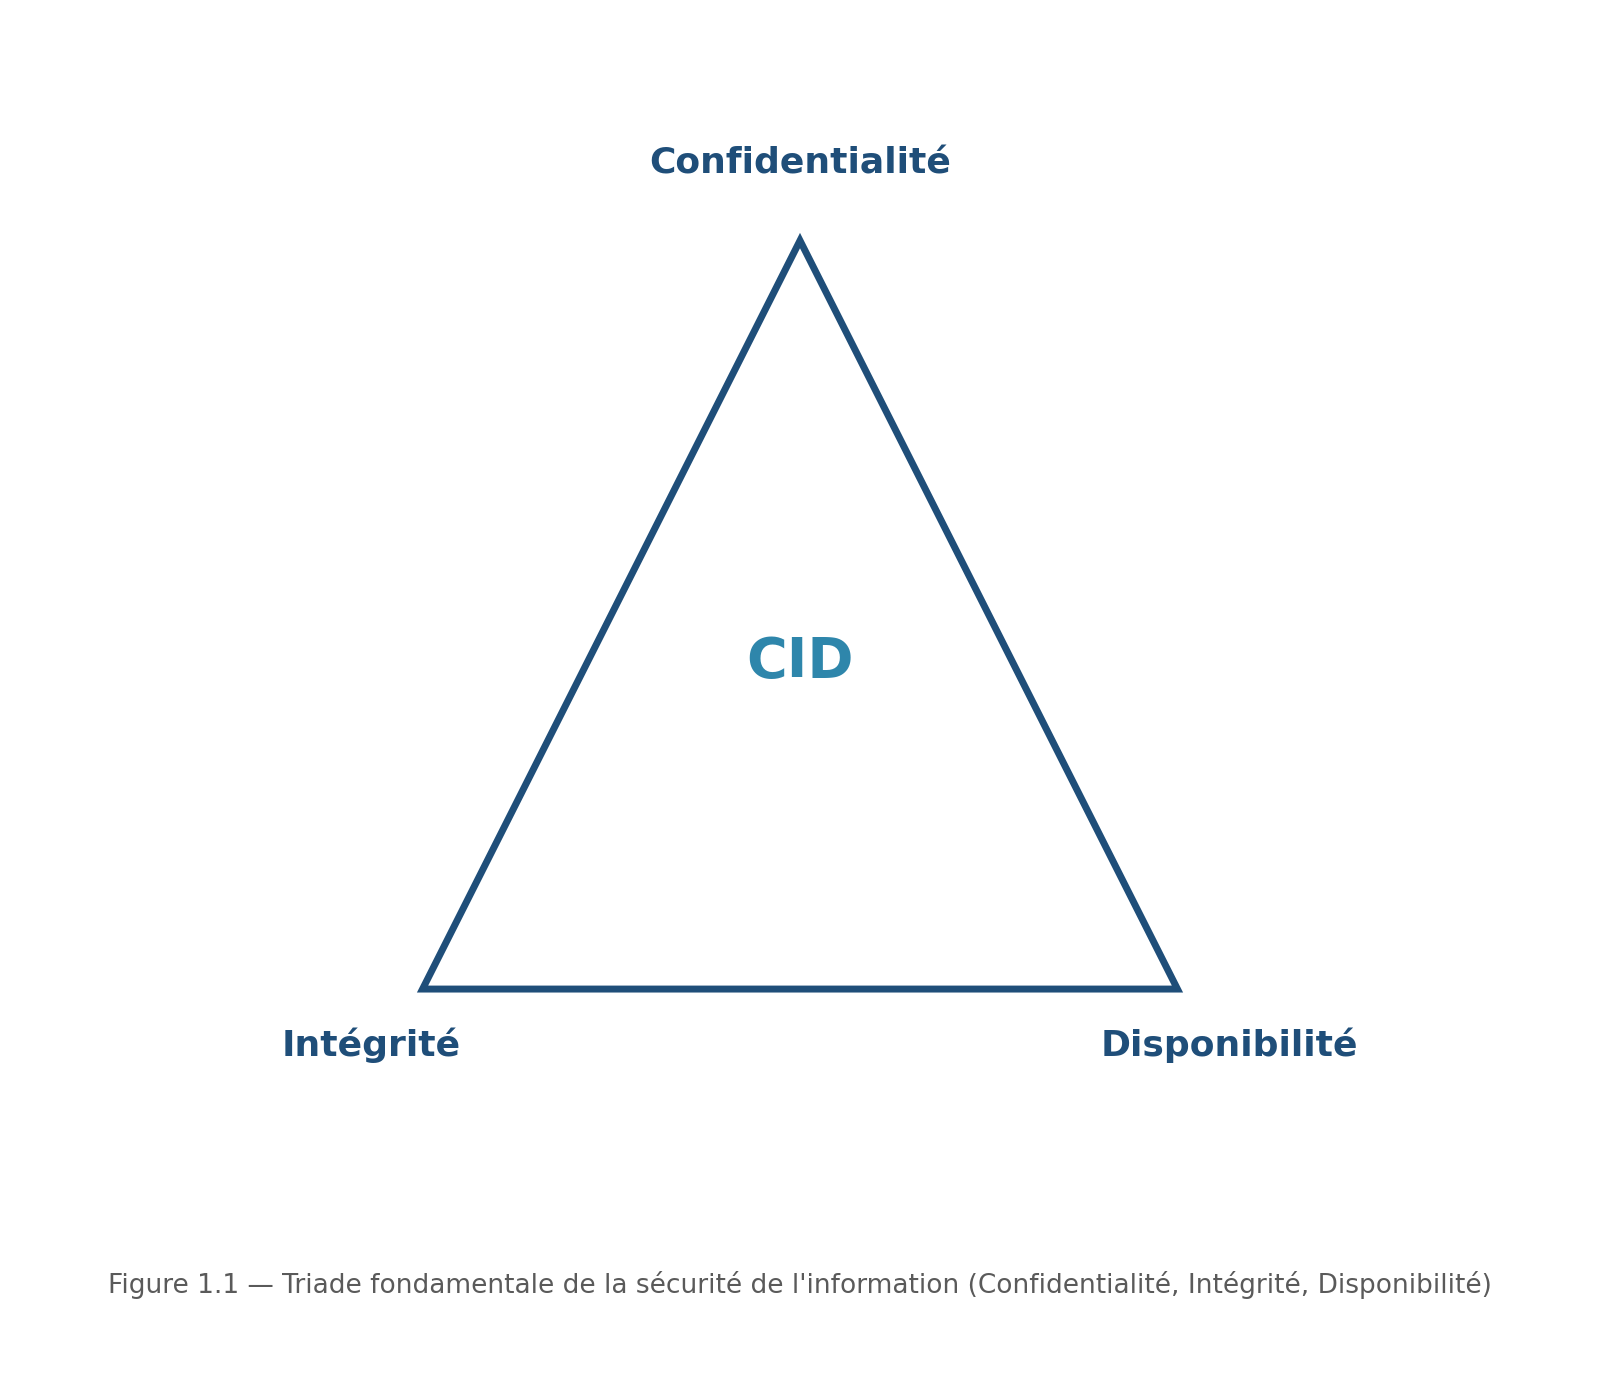 Confidentialité
CID
Intégrité
Disponibilité
Figure 1.1 — Triade fondamentale de la sécurité de l'information (Confidentialité, Intégrité, Disponibilité)